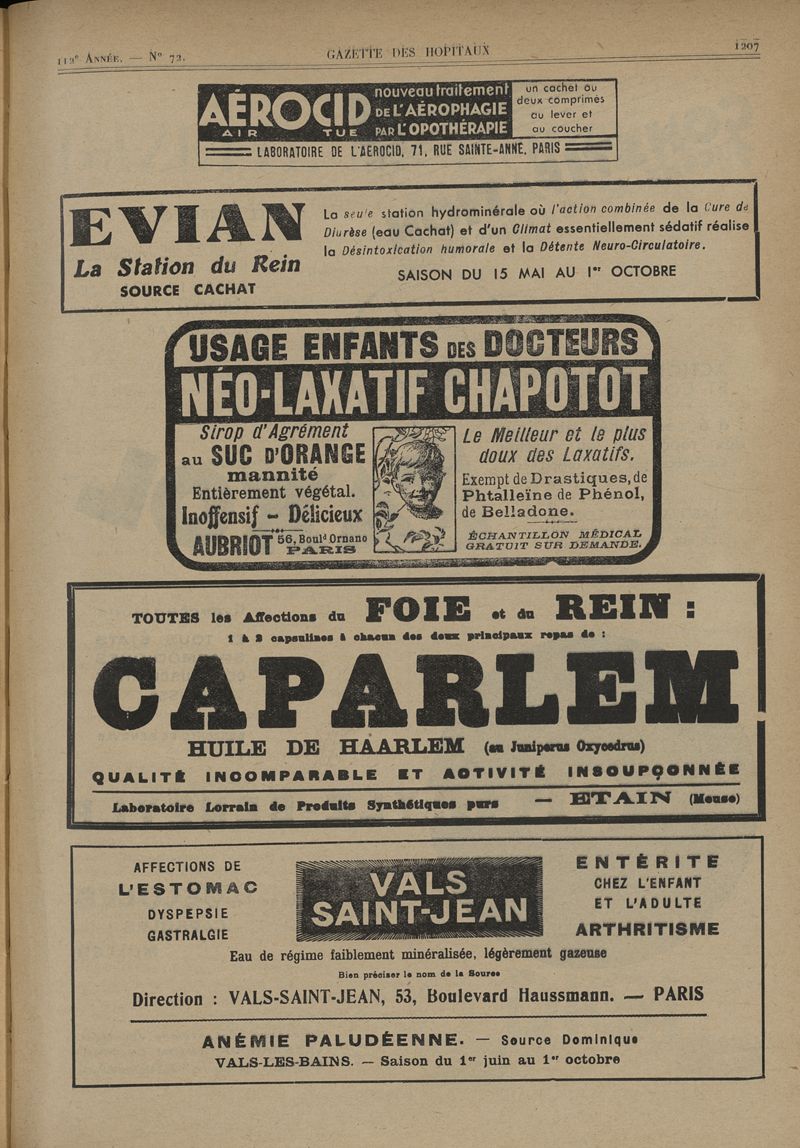 112e ANNÉE. — No 72.
GAZETTE DES HOPITAUX
1207
AÉROCID
AIR TUE
nouveau traitement
DE L'AÉROPHAGIE
PAR L'OPOTHÉRAPIE
un cachet ou
deux comprimés
au lever et
au coucher
LABORATOIRE DE L'AEROCID, 71, RUE SAINTE-ANNE, PARIS
EVIAN
La Station du Rein
SOURCE CACHAT
La seule station hydrominérale où l'action combinée de la Cure de
Diurèse (eau Cachat) et d'un Climat essentiellement sédatif réalise
la Désintoxication humorale et la Détente Neuro-Circulatoire.
SAISON DU 15 MAI AU 1er OCTOBRE
USAGE ENFANTS DES DOCTEURS
NÉO-LAXATIF CHAPOTOT
Sirop d'Agrément
au SUC D'ORANGE
mannité
Entièrement végétal.
Inoffensif - Délicieux
AUBRIOT 56, Bould Ornano
PARIS
Le Meilleur et le plus
doux des Laxatifs.
Exempt de Drastiques, de
Phtalleïne de Phénol,
de Belladone.
ÉCHANTILLON MÉDICAL
GRATUIT SUR DEMANDE.
TOUTES les Affections du FOIE et du REIN :
1 à 2 capsulines à chacun des deux principaux repas de :
CAPARLEM
HUILE DE HAARLEM (au Juniperus Oxycedrus)
QUALITÉ INCOMPARABLE ET ACTIVITÉ INSOUPÇONNÉE
Laboratoire Lorrain de Produits Synthétiques purs — ETAIN (Meuse)
AFFECTIONS DE
L'ESTOMAC
DYSPEPSIE
GASTRALGIE
VALS
SAINT-JEAN
ENTÉRITE
CHEZ L'ENFANT
ET L'ADULTE
ARTHRITISME
Eau de régime faiblement minéralisée, légèrement gazeuse
Bien préciser le nom de la Source
Direction : VALS-SAINT-JEAN, 53, Boulevard Haussmann. — PARIS
ANÉMIE PALUDÉENNE. — Source Dominique
VALS-LES-BAINS. — Saison du 1er juin au 1er octobre